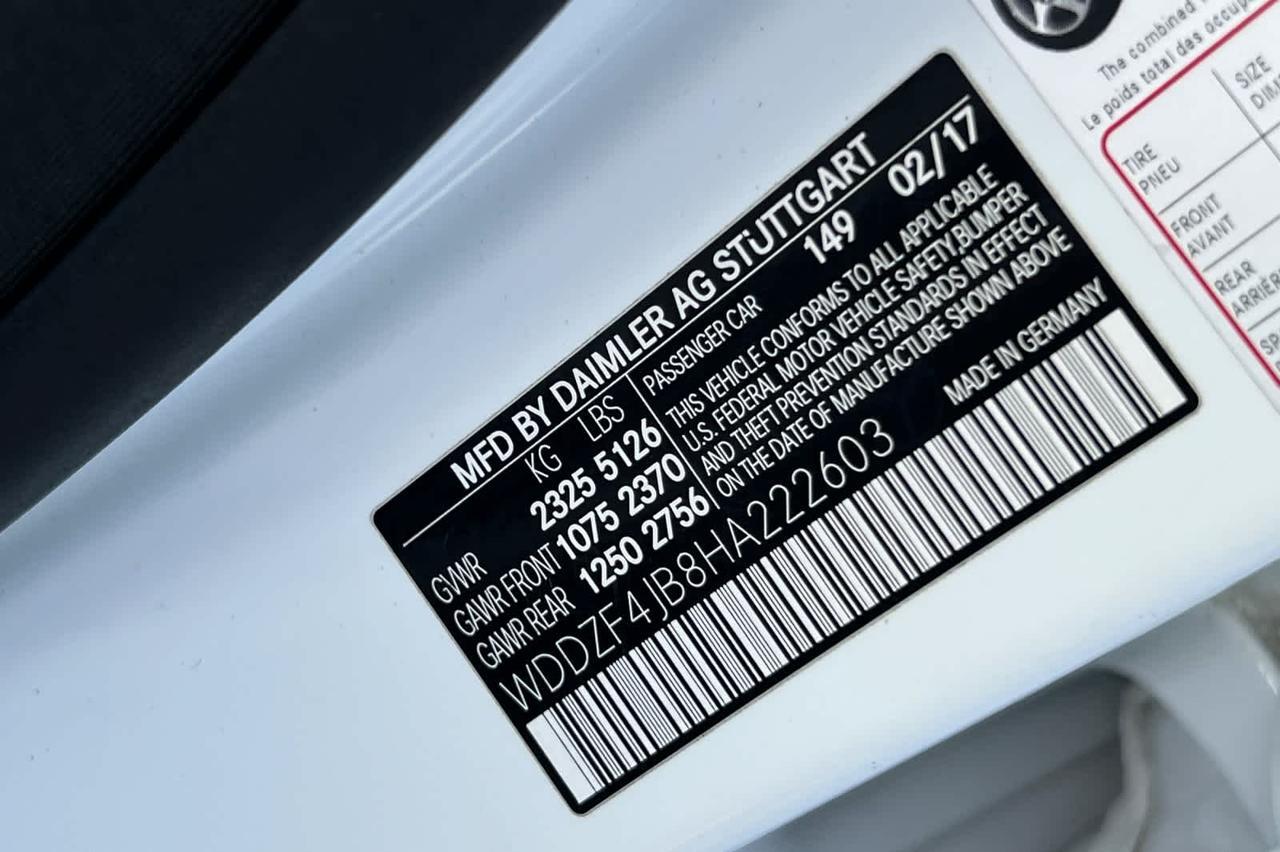 MFD BY DAIMLER AG STUTTGART
KG LBS
GVWR 2325 5126
GAWR FRONT 1075 2370
GAWR REAR 1250 2756
PASSENGER CAR 149 02/17
THIS VEHICLE CONFORMS TO ALL APPLICABLE
U.S. FEDERAL MOTOR VEHICLE SAFETY,BUMPER
AND THEFT PREVENTION STANDARDS IN EFFECT
ON THE DATE OF MANUFACTURE SHOWN ABOVE
WDDZF4JB8HA222603
MADE IN GERMANY
The combined
Le poids total des
SIZE
TIRE
PNEU
FRONT
AVANT
REAR